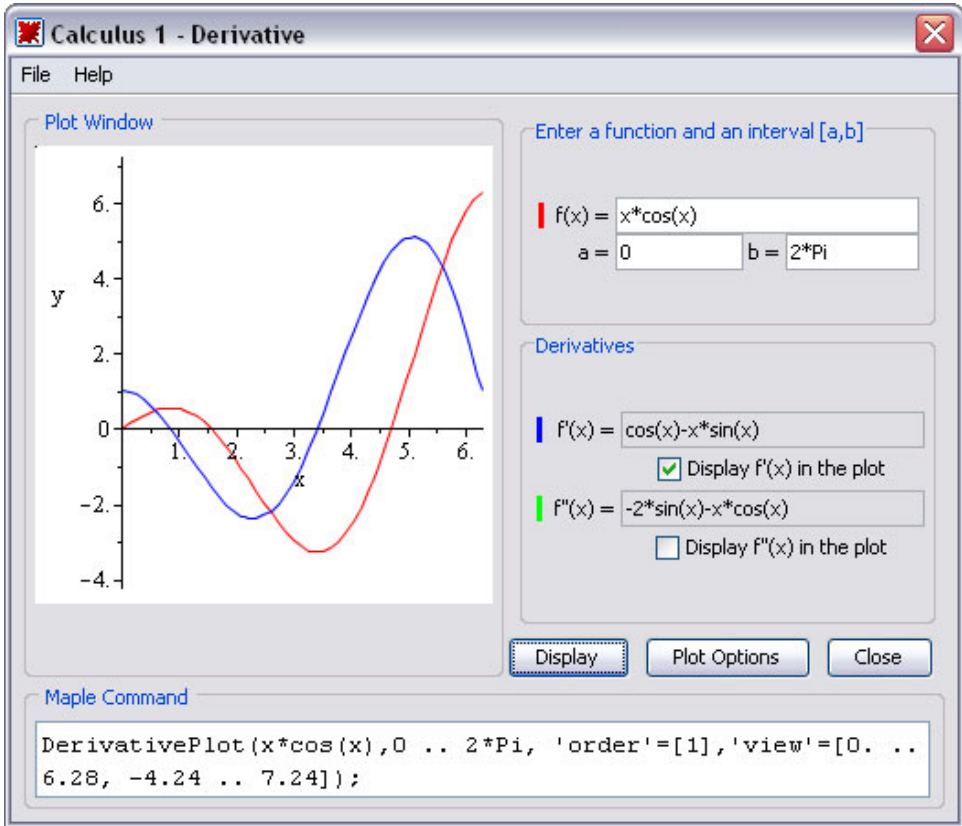 Calculus 1 - Derivative
File Help
Plot Window
6.
4.
y
2.
0
1. 2. 3. 4. 5. 6.
x
-2.
-4.
Enter a function and an interval [a,b]
f(x) = x*cos(x)
a = 0 b = 2*Pi
Derivatives
f'(x) = cos(x)-x*sin(x)
Display f'(x) in the plot
f''(x) = -2*sin(x)-x*cos(x)
Display f''(x) in the plot
Display Plot Options Close
Maple Command
DerivativePlot(x*cos(x),0 .. 2*Pi, 'order'=[1],'view'=[0. ..
6.28, -4.24 .. 7.24]);